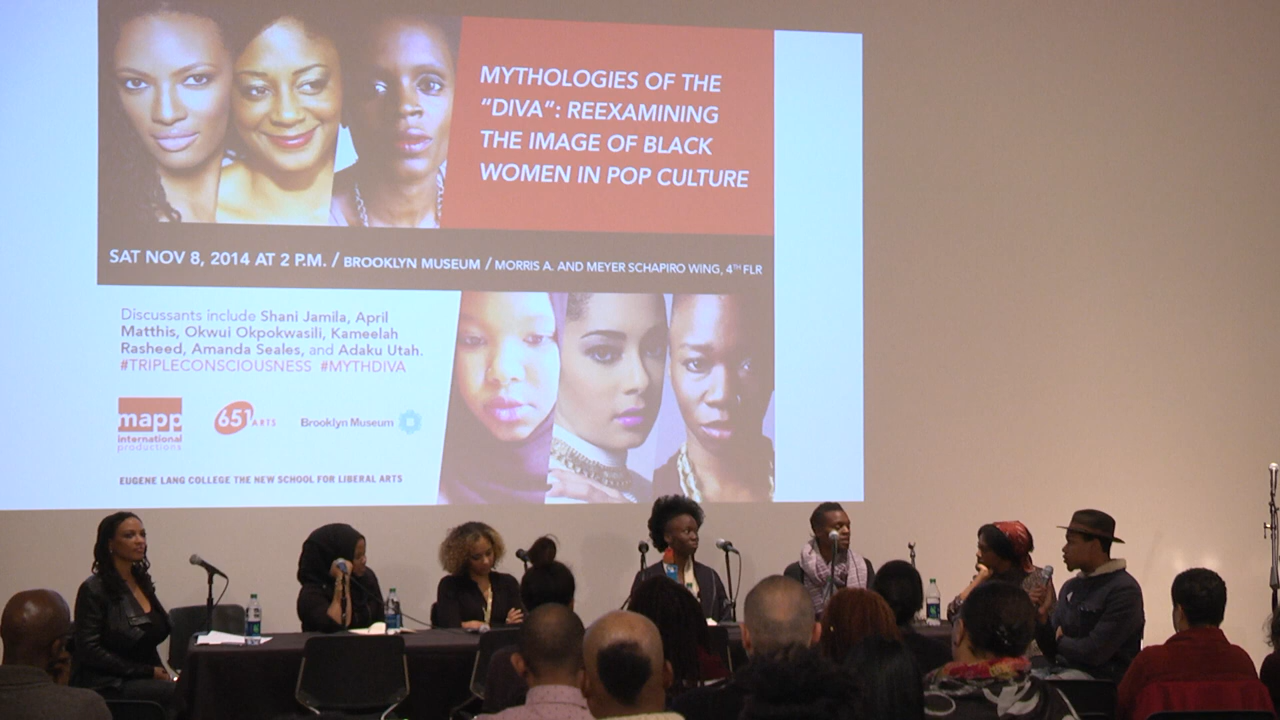 MYTHOLOGIES OF THE
“DIVA”: REEXAMINING
THE IMAGE OF BLACK
WOMEN IN POP CULTURE
SAT NOV 8, 2014 AT 2 P.M. / BROOKLYN MUSEUM / MORRIS A. AND MEYER SCHAPIRO WING, 4TH FLR
Discussants include Shani Jamila, April
Matthis, Okwui Okpokwasili, Kameelah
Rasheed, Amanda Seales, and Adaku Utah.
#TRIPLECONSCIOUSNESS #MYTHDIVA
mapp
international
productions
651 ARTS
Brooklyn Museum
EUGENE LANG COLLEGE THE NEW SCHOOL FOR LIBERAL ARTS